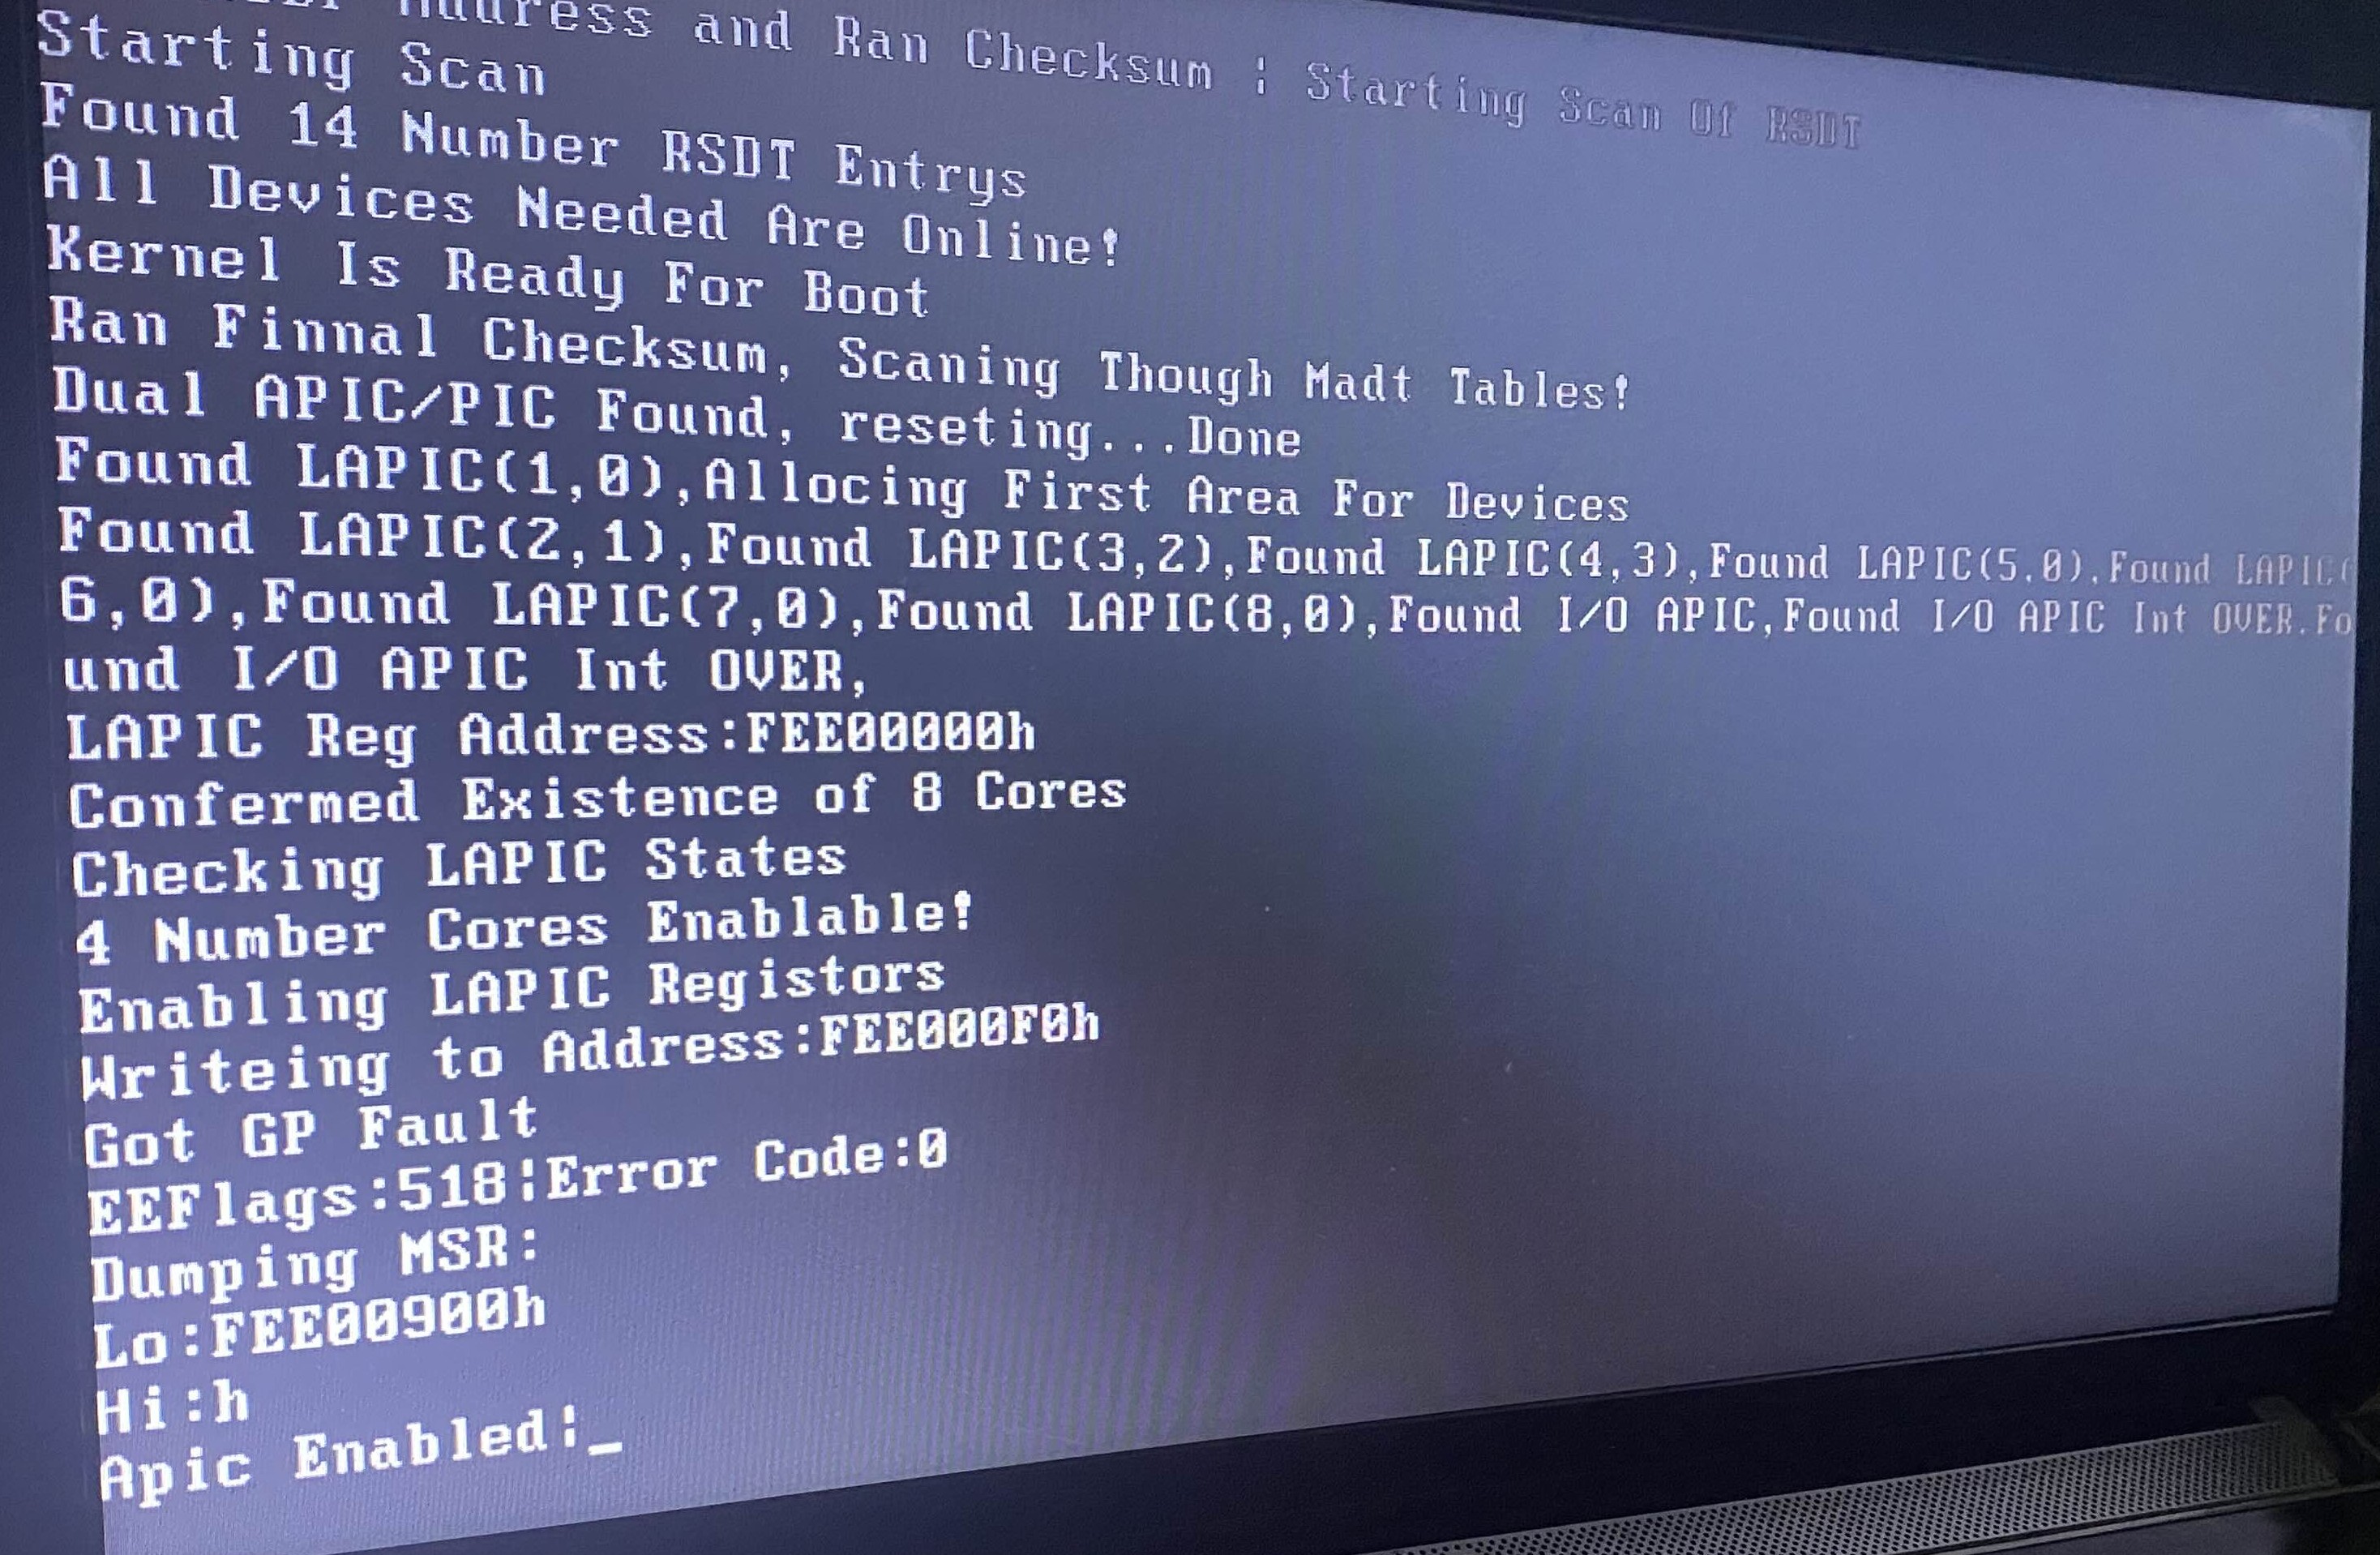 and Ran Checksum | Starting Scan Of RSDT
Starting Scan
Found 14 Number RSDT Entrys
All Devices Needed Are Online!
Kernel Is Ready For Boot
Ran Finnal Checksum, Scaning Though Madt Tables!
Dual APIC/PIC Found, reseting...Done
Found LAPIC(1,0),Allocing First Area For Devices
Found LAPIC(2,1),Found LAPIC(3,2),Found LAPIC(4,3),Found LAPIC(5,0),Found LAPIC(
6,0),Found LAPIC(7,0),Found LAPIC(8,0),Found I/O APIC,Found I/O APIC Int OVER,Fo
und I/O APIC Int OVER,
LAPIC Reg Address:FEE00000h
Confermed Existence of 8 Cores
Checking LAPIC States
4 Number Cores Enablable!
Enabling LAPIC Registors
Writeing to Address:FEE000F0h
Got GP Fault
EEFlags:518|Error Code:0
Dumping MSR:
Lo:FEE00900h
Hi:h
Apic Enabled|_